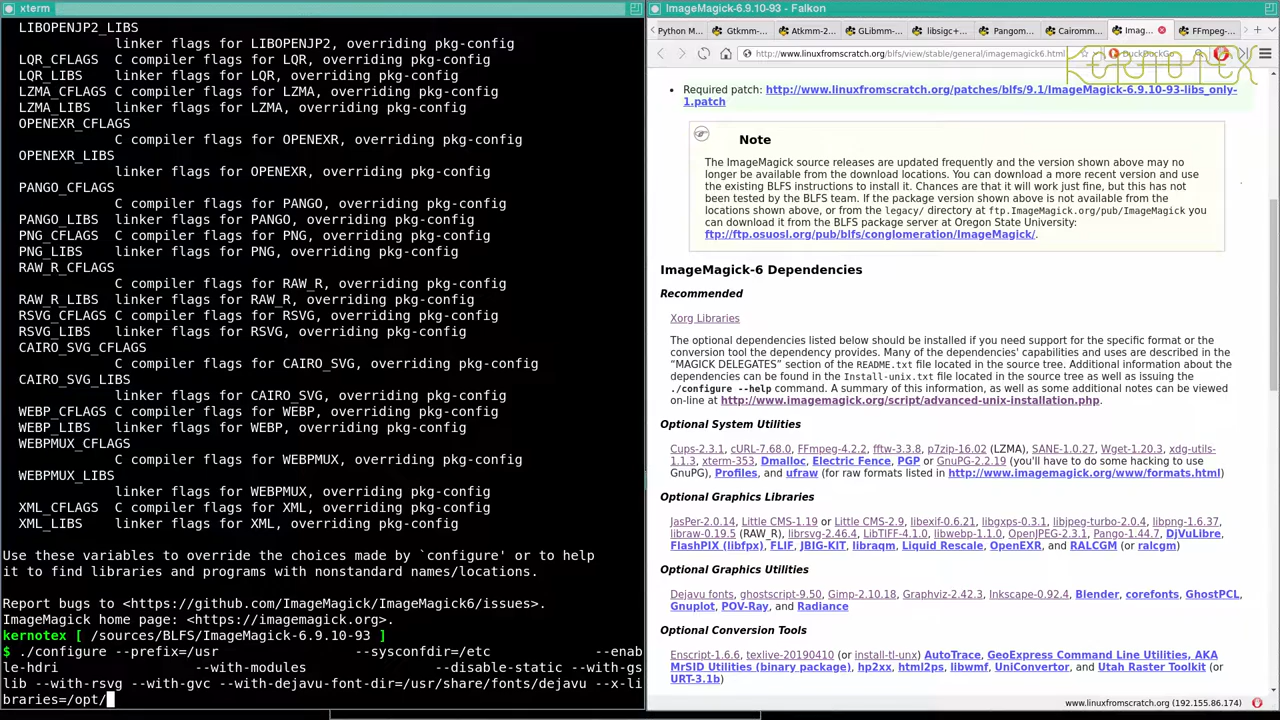 xterm
LIBOPENJP2_LIBS
linker flags for LIBOPENJP2, overriding pkg-config
LQR_CFLAGS C compiler flags for LQR, overriding pkg-config
LQR_LIBS linker flags for LQR, overriding pkg-config
LZMA_CFLAGS C compiler flags for LZMA, overriding pkg-config
LZMA_LIBS linker flags for LZMA, overriding pkg-config
OPENEXR_CFLAGS
C compiler flags for OPENEXR, overriding pkg-config
OPENEXR_LIBS
linker flags for OPENEXR, overriding pkg-config
PANGO_CFLAGS
C compiler flags for PANGO, overriding pkg-config
PANGO_LIBS linker flags for PANGO, overriding pkg-config
PNG_CFLAGS C compiler flags for PNG, overriding pkg-config
PNG_LIBS linker flags for PNG, overriding pkg-config
RAW_R_CFLAGS
C compiler flags for RAW_R, overriding pkg-config
RAW_R_LIBS linker flags for RAW_R, overriding pkg-config
RSVG_CFLAGS C compiler flags for RSVG, overriding pkg-config
RSVG_LIBS linker flags for RSVG, overriding pkg-config
CAIRO_SVG_CFLAGS
C compiler flags for CAIRO_SVG, overriding pkg-config
CAIRO_SVG_LIBS
linker flags for CAIRO_SVG, overriding pkg-config
WEBP_CFLAGS C compiler flags for WEBP, overriding pkg-config
WEBP_LIBS linker flags for WEBP, overriding pkg-config
WEBPMUX_CFLAGS
C compiler flags for WEBPMUX, overriding pkg-config
WEBPMUX_LIBS
linker flags for WEBPMUX, overriding pkg-config
XML_CFLAGS C compiler flags for XML, overriding pkg-config
XML_LIBS linker flags for XML, overriding pkg-config
Use these variables to override the choices made by `configure' or to help
it to find libraries and programs with nonstandard names/locations.
Report bugs to <https://github.com/ImageMagick/ImageMagick6/issues>.
ImageMagick home page: <https://imagemagick.org>.
kernotex [ /sources/BLFS/ImageMagick-6.9.10-93 ]
$ ./configure --prefix=/usr --sysconfdir=/etc --enab
le-hdri --with-modules --disable-static --with-gs
lib --with-rsvg --with-gvc --with-dejavu-font-dir=/usr/share/fonts/dejavu --x-li
braries=/opt/
ImageMagick-6.9.10-93 - Falkon
Python M... Gtkmm-... Atkmm-2... GLibmm-... libsigc+... Pangom... Cairomm... Imag... FFmpeg-...
http://www.linuxfromscratch.org/blfs/view/stable/general/imagemagick6.html DuckDuckGo
KERNOTEX
Required patch: http://www.linuxfromscratch.org/patches/blfs/9.1/ImageMagick-6.9.10-93-libs_only-
1.patch
Note
The ImageMagick source releases are updated frequently and the version shown above may no
longer be available from the download locations. You can download a more recent version and use
the existing BLFS instructions to install it. Chances are that it will work just fine, but this has not
been tested by the BLFS team. If the package version shown above is not available from the
locations shown above, or from the legacy/ directory at ftp.ImageMagick.org/pub/ImageMagick you
can download it from the BLFS package server at Oregon State University:
ftp://ftp.osuosl.org/pub/blfs/conglomeration/ImageMagick/.
ImageMagick-6 Dependencies
Recommended
Xorg Libraries
The optional dependencies listed below should be installed if you need support for the specific format or the
conversion tool the dependency provides. Many of the dependencies' capabilities and uses are described in the
“MAGICK DELEGATES” section of the README.txt file located in the source tree. Additional information about the
dependencies can be found in the Install-unix.txt file located in the source tree as well as issuing the
./configure --help command. A summary of this information, as well as some additional notes can be viewed
on-line at http://www.imagemagick.org/script/advanced-unix-installation.php.
Optional System Utilities
Cups-2.3.1, cURL-7.68.0, FFmpeg-4.2.2, fftw-3.3.8, p7zip-16.02 (LZMA), SANE-1.0.27, Wget-1.20.3, xdg-utils-
1.1.3, xterm-353, Dmalloc, Electric Fence, PGP or GnuPG-2.2.19 (you'll have to do some hacking to use
GnuPG), Profiles, and ufraw (for raw formats listed in http://www.imagemagick.org/www/formats.html)
Optional Graphics Libraries
JasPer-2.0.14, Little CMS-1.19 or Little CMS-2.9, libexif-0.6.21, libgxps-0.3.1, libjpeg-turbo-2.0.4, libpng-1.6.37,
libraw-0.19.5 (RAW_R), librsvg-2.46.4, LibTIFF-4.1.0, libwebp-1.1.0, OpenJPEG-2.3.1, Pango-1.44.7, DjVuLibre,
FlashPIX (libfpx), FLIF, JBIG-KIT, libraqm, Liquid Rescale, OpenEXR, and RALCGM (or ralcgm)
Optional Graphics Utilities
Dejavu fonts, ghostscript-9.50, Gimp-2.10.18, Graphviz-2.42.3, Inkscape-0.92.4, Blender, corefonts, GhostPCL,
Gnuplot, POV-Ray, and Radiance
Optional Conversion Tools
Enscript-1.6.6, texlive-20190410 (or install-tl-unx) AutoTrace, GeoExpress Command Line Utilities, AKA
MrSID Utilities (binary package), hp2xx, html2ps, libwmf, UniConvertor, and Utah Raster Toolkit (or
URT-3.1b)
www.linuxfromscratch.org (192.155.86.174)